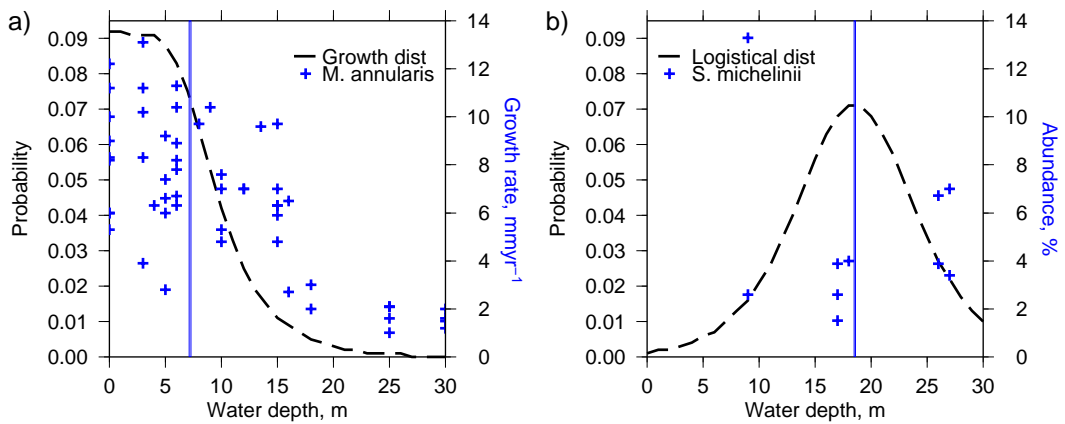 a)
Probability
0.09
0.08
0.07
0.06
0.05
0.04
0.03
0.02
0.01
0.00
0 5 10 15 20 25 30
Water depth, m
Growth dist
M. annularis
14
12
10
8
6
4
2
0
Growth rate, mmyr⁻¹
b)
Probability
0.09
0.08
0.07
0.06
0.05
0.04
0.03
0.02
0.01
0.00
0 5 10 15 20 25 30
Water depth, m
Logistical dist
S. michelinii
14
12
10
8
6
4
2
0
Abundance, %